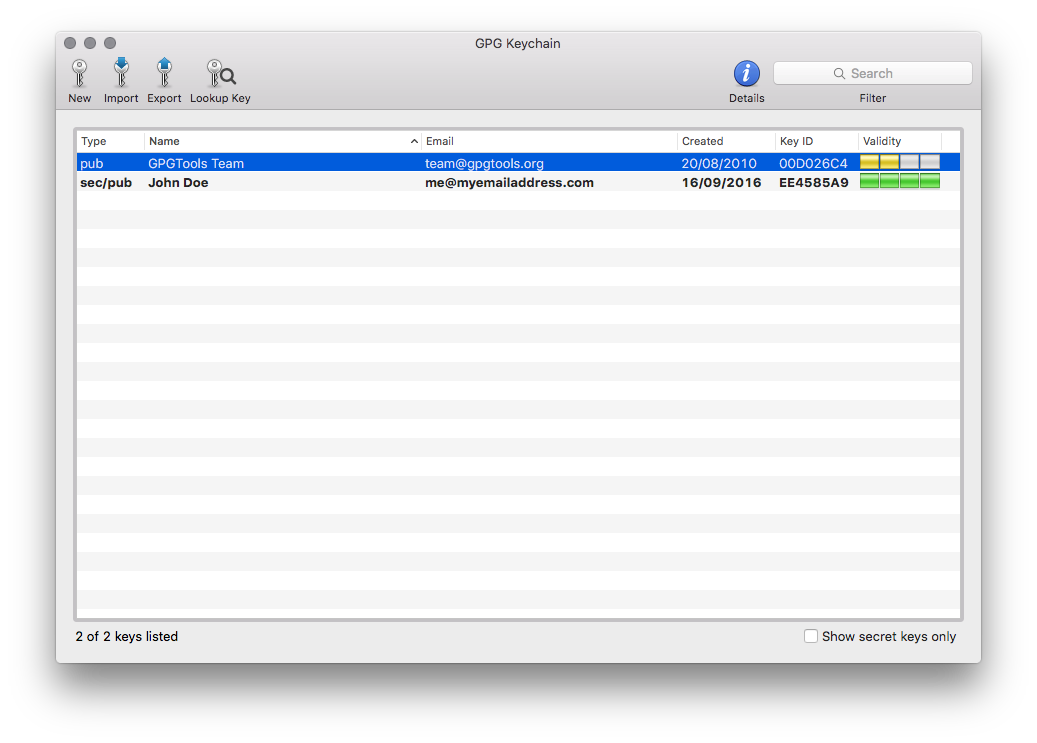 GPG Keychain
New Import Export Lookup Key Details Search Filter
Type Name Email Created Key ID Validity
pub GPGTools Team team@gpgtools.org 20/08/2010 00D026C4
sec/pub John Doe me@myemailaddress.com 16/09/2016 EE4585A9
2 of 2 keys listed Show secret keys only